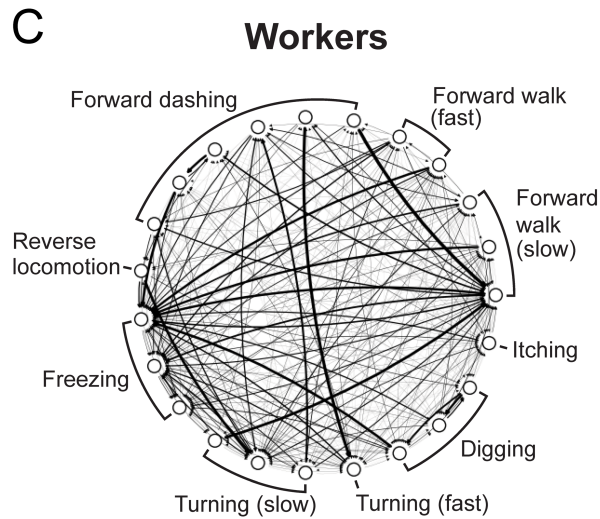 C
Workers
Forward dashing
Forward walk
(fast)
Forward
walk
(slow)
Reverse
locomotion
Itching
Freezing
Digging
Turning (slow)
Turning (fast)